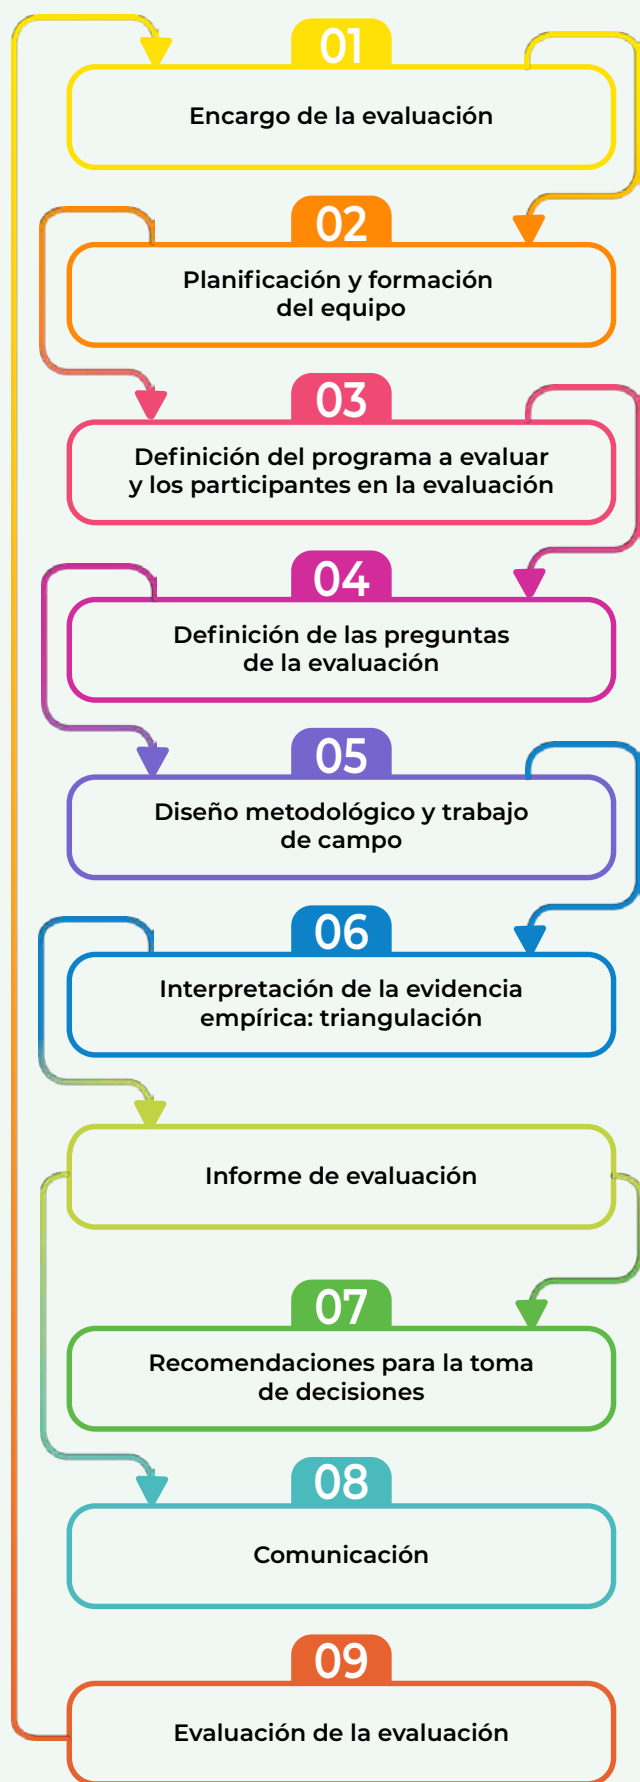 01
Encargo de la evaluación
02
Planificación y formación
del equipo
03
Definición del programa a evaluar
y los participantes en la evaluación
04
Definición de las preguntas
de la evaluación
05
Diseño metodológico y trabajo
de campo
06
Interpretación de la evidencia
empírica: triangulación
Informe de evaluación
07
Recomendaciones para la toma
de decisiones
08
Comunicación
09
Evaluación de la evaluación